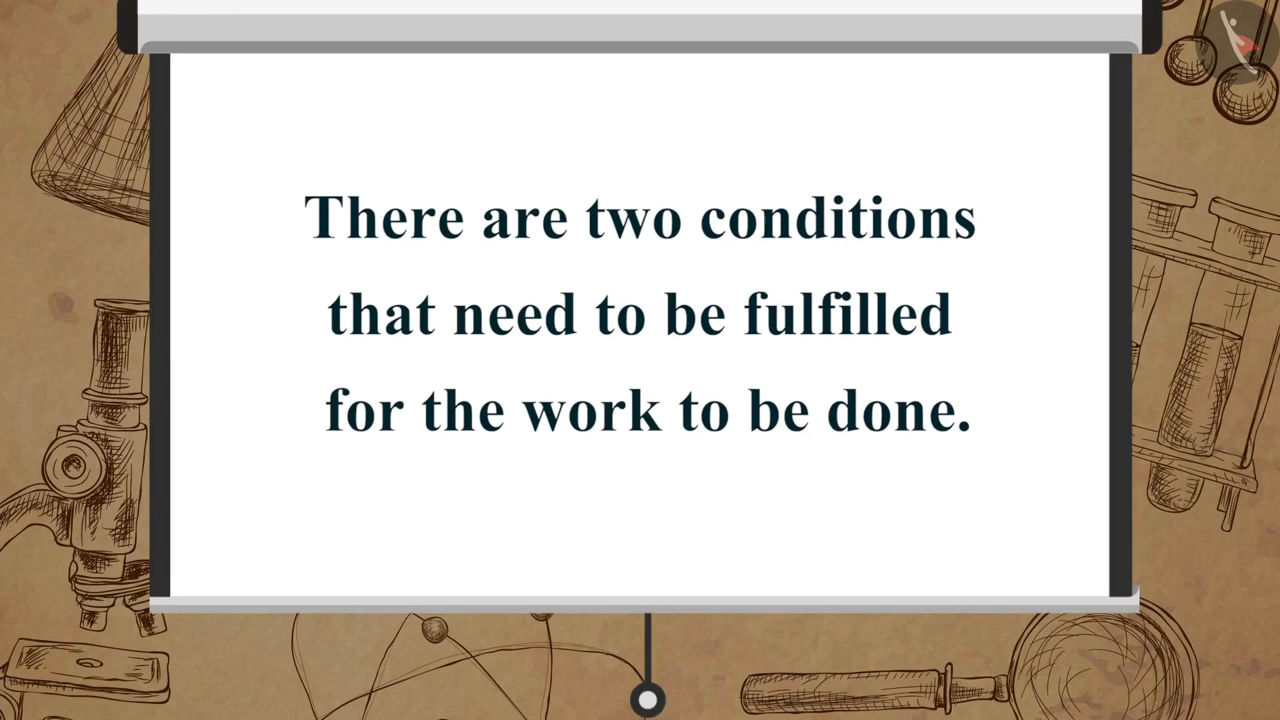 There are two conditions
that need to be fulfilled
for the work to be done.